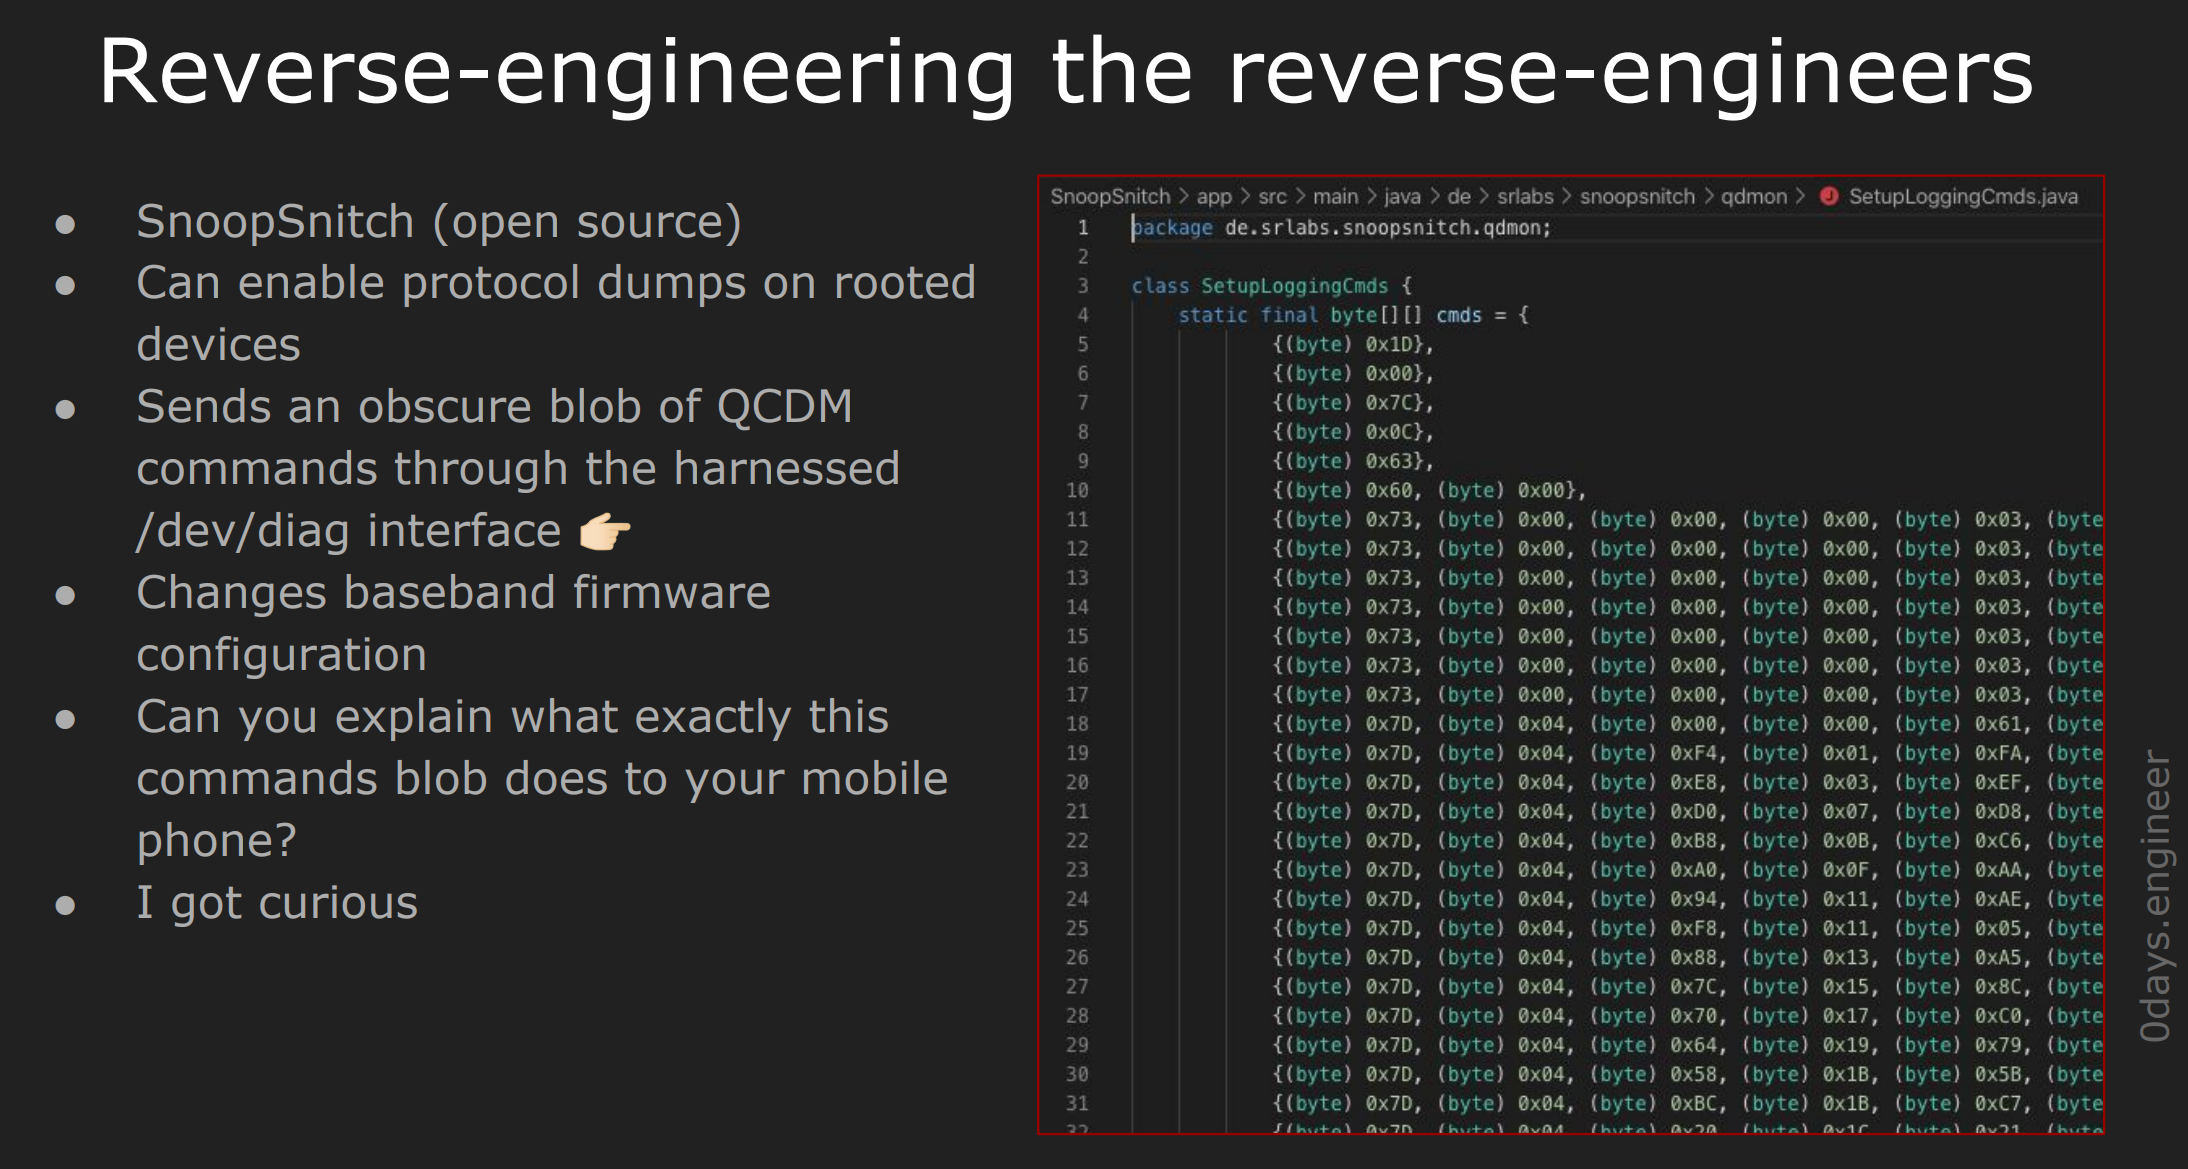 Reverse-engineering the reverse-engineers
● SnoopSnitch (open source)
● Can enable protocol dumps on rooted
devices
● Sends an obscure blob of QCDM
commands through the harnessed
/dev/diag interface 👉🏻
● Changes baseband firmware
configuration
● Can you explain what exactly this
commands blob does to your mobile
phone?
● I got curious
SnoopSnitch > app > src > main > java > de > srlabs > snoopsnitch > qdmon > J SetupLoggingCmds.java
1 package de.srlabs.snoopsnitch.qdmon;
2
3 class SetupLoggingCmds {
4 static final byte[][] cmds = {
5 {(byte) 0x1D},
6 {(byte) 0x00},
7 {(byte) 0x7C},
8 {(byte) 0x0C},
9 {(byte) 0x63},
10 {(byte) 0x60, (byte) 0x00},
11 {(byte) 0x73, (byte) 0x00, (byte) 0x00, (byte) 0x00, (byte) 0x03, (byte
12 {(byte) 0x73, (byte) 0x00, (byte) 0x00, (byte) 0x00, (byte) 0x03, (byte
13 {(byte) 0x73, (byte) 0x00, (byte) 0x00, (byte) 0x00, (byte) 0x03, (byte
14 {(byte) 0x73, (byte) 0x00, (byte) 0x00, (byte) 0x00, (byte) 0x03, (byte
15 {(byte) 0x73, (byte) 0x00, (byte) 0x00, (byte) 0x00, (byte) 0x03, (byte
16 {(byte) 0x73, (byte) 0x00, (byte) 0x00, (byte) 0x00, (byte) 0x03, (byte
17 {(byte) 0x73, (byte) 0x00, (byte) 0x00, (byte) 0x00, (byte) 0x03, (byte
18 {(byte) 0x7D, (byte) 0x04, (byte) 0x00, (byte) 0x00, (byte) 0x61, (byte
19 {(byte) 0x7D, (byte) 0x04, (byte) 0xF4, (byte) 0x01, (byte) 0xFA, (byte
20 {(byte) 0x7D, (byte) 0x04, (byte) 0xE8, (byte) 0x03, (byte) 0xEF, (byte
21 {(byte) 0x7D, (byte) 0x04, (byte) 0xD0, (byte) 0x07, (byte) 0xD8, (byte
22 {(byte) 0x7D, (byte) 0x04, (byte) 0xB8, (byte) 0x0B, (byte) 0xC6, (byte
23 {(byte) 0x7D, (byte) 0x04, (byte) 0xA0, (byte) 0x0F, (byte) 0xAA, (byte
24 {(byte) 0x7D, (byte) 0x04, (byte) 0x94, (byte) 0x11, (byte) 0xAE, (byte
25 {(byte) 0x7D, (byte) 0x04, (byte) 0xF8, (byte) 0x11, (byte) 0x05, (byte
26 {(byte) 0x7D, (byte) 0x04, (byte) 0x88, (byte) 0x13, (byte) 0xA5, (byte
27 {(byte) 0x7D, (byte) 0x04, (byte) 0x7C, (byte) 0x15, (byte) 0x8C, (byte
28 {(byte) 0x7D, (byte) 0x04, (byte) 0x70, (byte) 0x17, (byte) 0xC0, (byte
29 {(byte) 0x7D, (byte) 0x04, (byte) 0x64, (byte) 0x19, (byte) 0x79, (byte
30 {(byte) 0x7D, (byte) 0x04, (byte) 0x58, (byte) 0x1B, (byte) 0x5B, (byte
31 {(byte) 0x7D, (byte) 0x04, (byte) 0xBC, (byte) 0x1B, (byte) 0xC7, (byte
32 {(byte) 0x7D, (byte) 0x04, (byte) 0x20, (byte) 0x1C, (byte) 0x21, (byte
0days.engineer